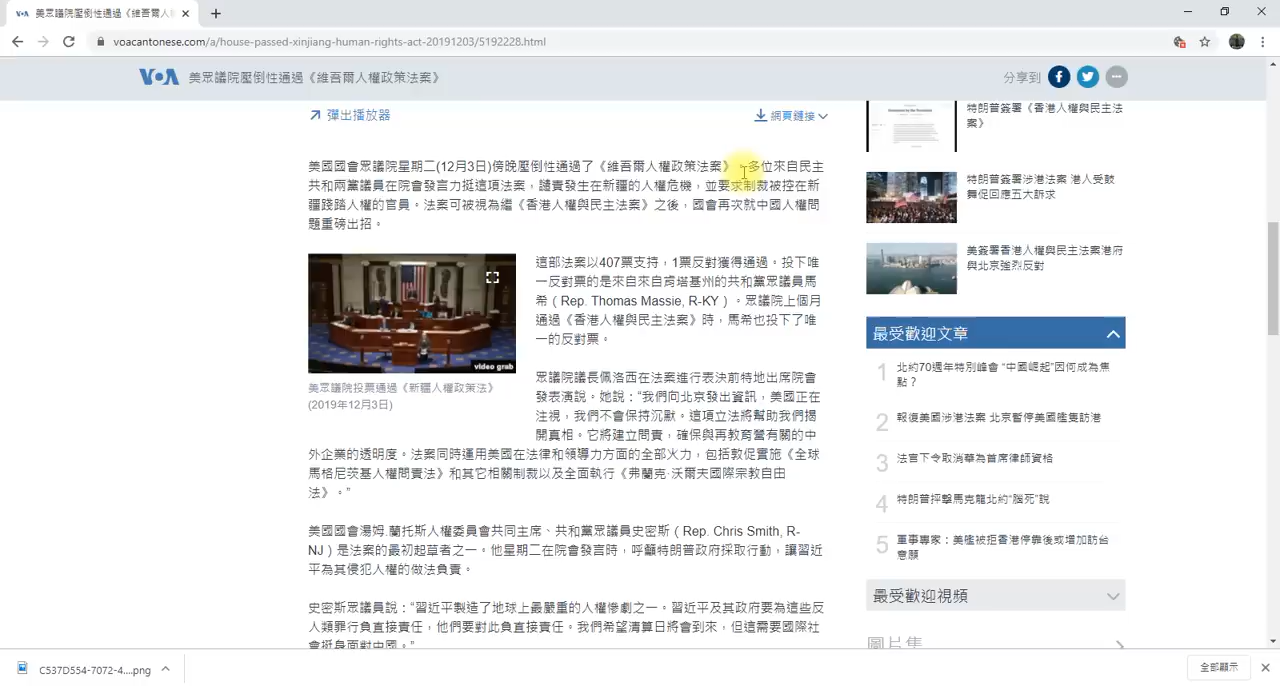 VOA 美眾議院壓倒性通過《維吾爾人權
voacantonese.com/a/house-passed-xinjiang-human-rights-act-20191203/5192228.html
VOA 美眾議院壓倒性通過《維吾爾人權政策法案》
分享到
彈出播放器
網頁鏈接
美國國會眾議院星期二(12月3日)傍晚壓倒性通過了《維吾爾人權政策法案》。多位來自民主
共和兩黨議員在院會發言力挺這項法案，譴責發生在新疆的人權危機，並要求制裁被控在新
疆踐踏人權的官員。法案可被視為繼《香港人權與民主法案》之後，國會再次就中國人權問
題重磅出招。
video grab
美眾議院投票通過《新疆人權政策法》
(2019年12月3日)
這部法案以407票支持，1票反對獲得通過。投下唯
一反對票的是來自來自肯塔基州的共和黨眾議員馬
希（Rep. Thomas Massie, R-KY）。眾議院上個月
通過《香港人權與民主法案》時，馬希也投下了唯
一的反對票。
眾議院議長佩洛西在法案進行表決前特地出席院會
發表演說。她說：“我們向北京發出資訊，美國正在
注視，我們不會保持沉默。這項立法將幫助我們揭
開真相。它將建立問責，確保與再教育營有關的中
外企業的透明度。法案同時運用美國在法律和領導力方面的全部火力，包括敦促實施《全球
馬格尼茨基人權問責法》和其它相關制裁以及全面執行《弗蘭克·沃爾夫國際宗教自由
法》。”
美國國會湯姆.蘭托斯人權委員會共同主席、共和黨眾議員史密斯（Rep. Chris Smith, R-
NJ）是法案的最初起草者之一。他星期二在院會發言時，呼籲特朗普政府採取行動，讓習近
平為其侵犯人權的做法負責。
史密斯眾議員說：“習近平製造了地球上最嚴重的人權慘劇之一。習近平及其政府要為這些反
人類罪行負直接責任，他們要對此負直接責任。我們希望清算日將會到來，但這需要國際社
會挺身面對中國。”
特朗普簽署《香港人權與民主法
案》
特朗普簽署涉港法案 港人受鼓
舞促回應五大訴求
美簽署香港人權與民主法案港府
與北京強烈反對
最受歡迎文章
1 北約70週年特別峰會 “中國崛起”因何成為焦
點？
2 報復美國涉港法案 北京暫停美國艦隻訪港
3 法官下令取消華為首席律師資格
4 特朗普抨擊馬克龍北約“腦死”說
5 軍事專家：美艦被拒香港停靠後或增加訪台
意願
最受歡迎視頻
圖片集
C537D554-7072-4....png
全部顯示